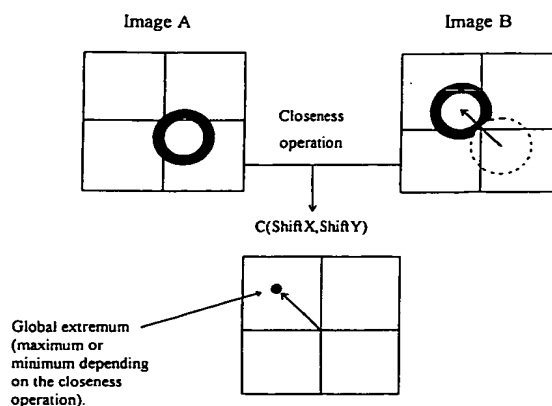 Image A
Image B
Closeness
operation
C(ShiftX,ShiftY)
Global extremum
(maximum or
minimum depending
on the closeness
operation).